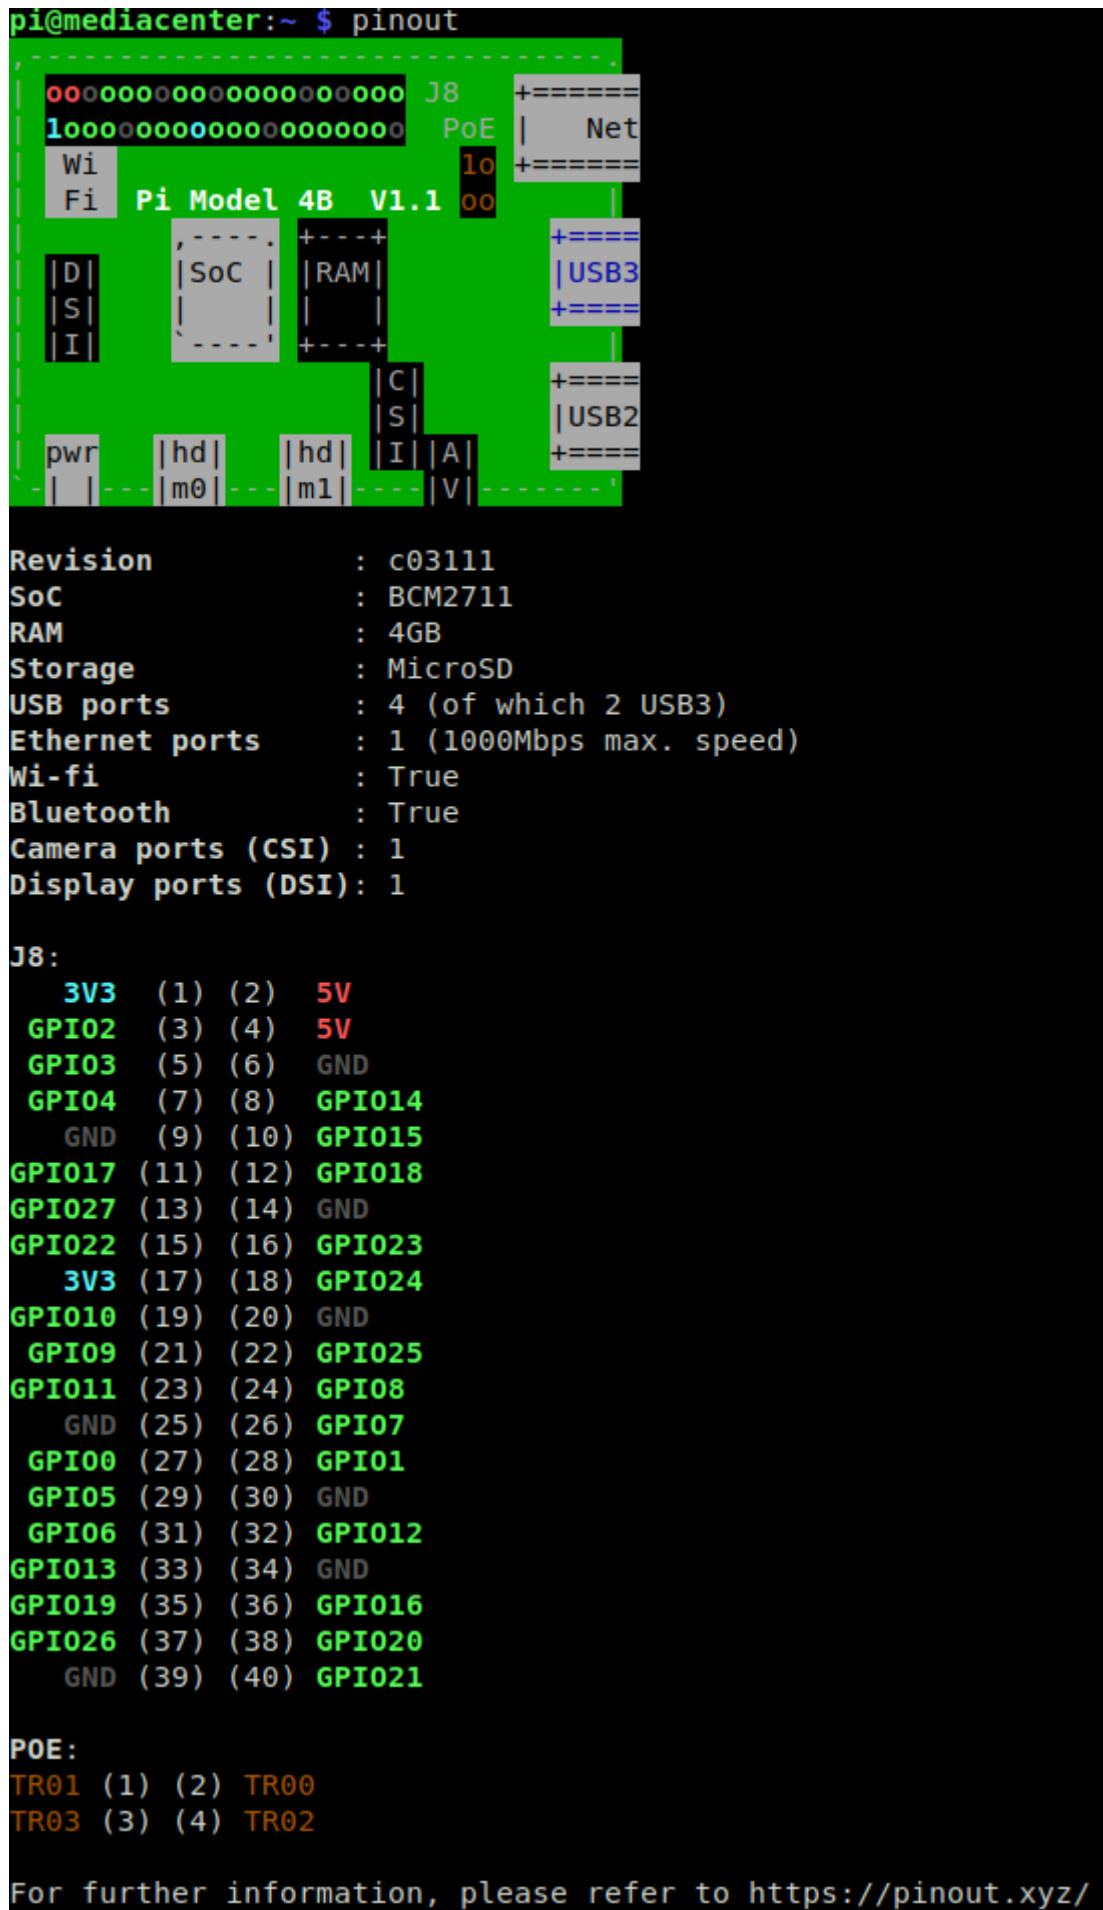 pi@mediacenter:~ $ pinout
,--------------------------------.
| oooooooooooooooooooo J8   +======
| 1ooooooooooooooooooo  PoE |   Net
|  Wi                    1o +======
|  Fi  Pi Model 4B  V1.1 oo      |
|        ,----. +---+         +====
| |D|    |SoC | |RAM|         |USB3
| |S|    |    | |   |         +====
| |I|    `----' +---+            |
|                   |C|       +====
|                   |S|       |USB2
| pwr   |hd|   |hd| |I||A|    +====
`-| |---|m0|---|m1|----|V|-------'

Revision           : c03111
SoC                : BCM2711
RAM                : 4GB
Storage            : MicroSD
USB ports          : 4 (of which 2 USB3)
Ethernet ports     : 1 (1000Mbps max. speed)
Wi-fi              : True
Bluetooth          : True
Camera ports (CSI) : 1
Display ports (DSI): 1

J8:
   3V3  (1) (2)  5V
 GPIO2  (3) (4)  5V
 GPIO3  (5) (6)  GND
 GPIO4  (7) (8)  GPIO14
   GND  (9) (10) GPIO15
GPIO17 (11) (12) GPIO18
GPIO27 (13) (14) GND
GPIO22 (15) (16) GPIO23
   3V3 (17) (18) GPIO24
GPIO10 (19) (20) GND
 GPIO9 (21) (22) GPIO25
GPIO11 (23) (24) GPIO8
   GND (25) (26) GPIO7
 GPIO0 (27) (28) GPIO1
 GPIO5 (29) (30) GND
 GPIO6 (31) (32) GPIO12
GPIO13 (33) (34) GND
GPIO19 (35) (36) GPIO16
GPIO26 (37) (38) GPIO20
   GND (39) (40) GPIO21

POE:
TR01 (1) (2) TR00
TR03 (3) (4) TR02

For further information, please refer to https://pinout.xyz/